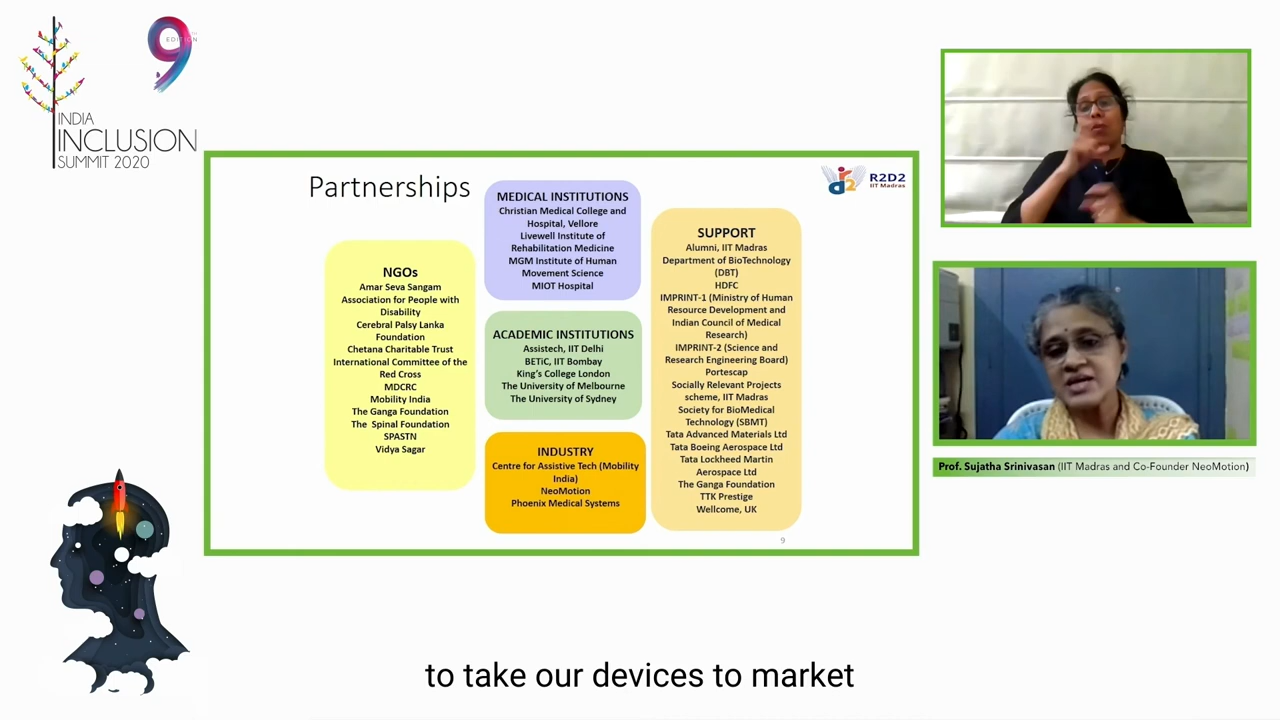 9
EDITION
INDIA
INCLUSION
SUMMIT 2020
Partnerships
R2D2
IIT Madras
NGOs
Amar Seva Sangam
Association for People with
Disability
Cerebral Palsy Lanka
Foundation
Chetana Charitable Trust
International Committee of the
Red Cross
MDCRC
Mobility India
The Ganga Foundation
The Spinal Foundation
SPASTN
Vidya Sagar
MEDICAL INSTITUTIONS
Christian Medical College and
Hospital, Vellore
Livewell Institute of
Rehabilitation Medicine
MGM Institute of Human
Movement Science
MIOT Hospital
ACADEMIC INSTITUTIONS
Assistech, IIT Delhi
BETiC, IIT Bombay
King's College London
The University of Melbourne
The University of Sydney
INDUSTRY
Centre for Assistive Tech (Mobility
India)
NeoMotion
Phoenix Medical Systems
SUPPORT
Alumni, IIT Madras
Department of BioTechnology
(DBT)
HDFC
IMPRINT-1 (Ministry of Human
Resource Development and
Indian Council of Medical
Research)
IMPRINT-2 (Science and
Research Engineering Board)
Portescap
Socially Relevant Projects
scheme, IIT Madras
Society for BioMedical
Technology (SBMT)
Tata Advanced Materials Ltd
Tata Boeing Aerospace Ltd
Tata Lockheed Martin
Aerospace Ltd
The Ganga Foundation
TTK Prestige
Wellcome, UK
9
Prof. Sujatha Srinivasan (IIT Madras and Co-Founder NeoMotion)
to take our devices to market